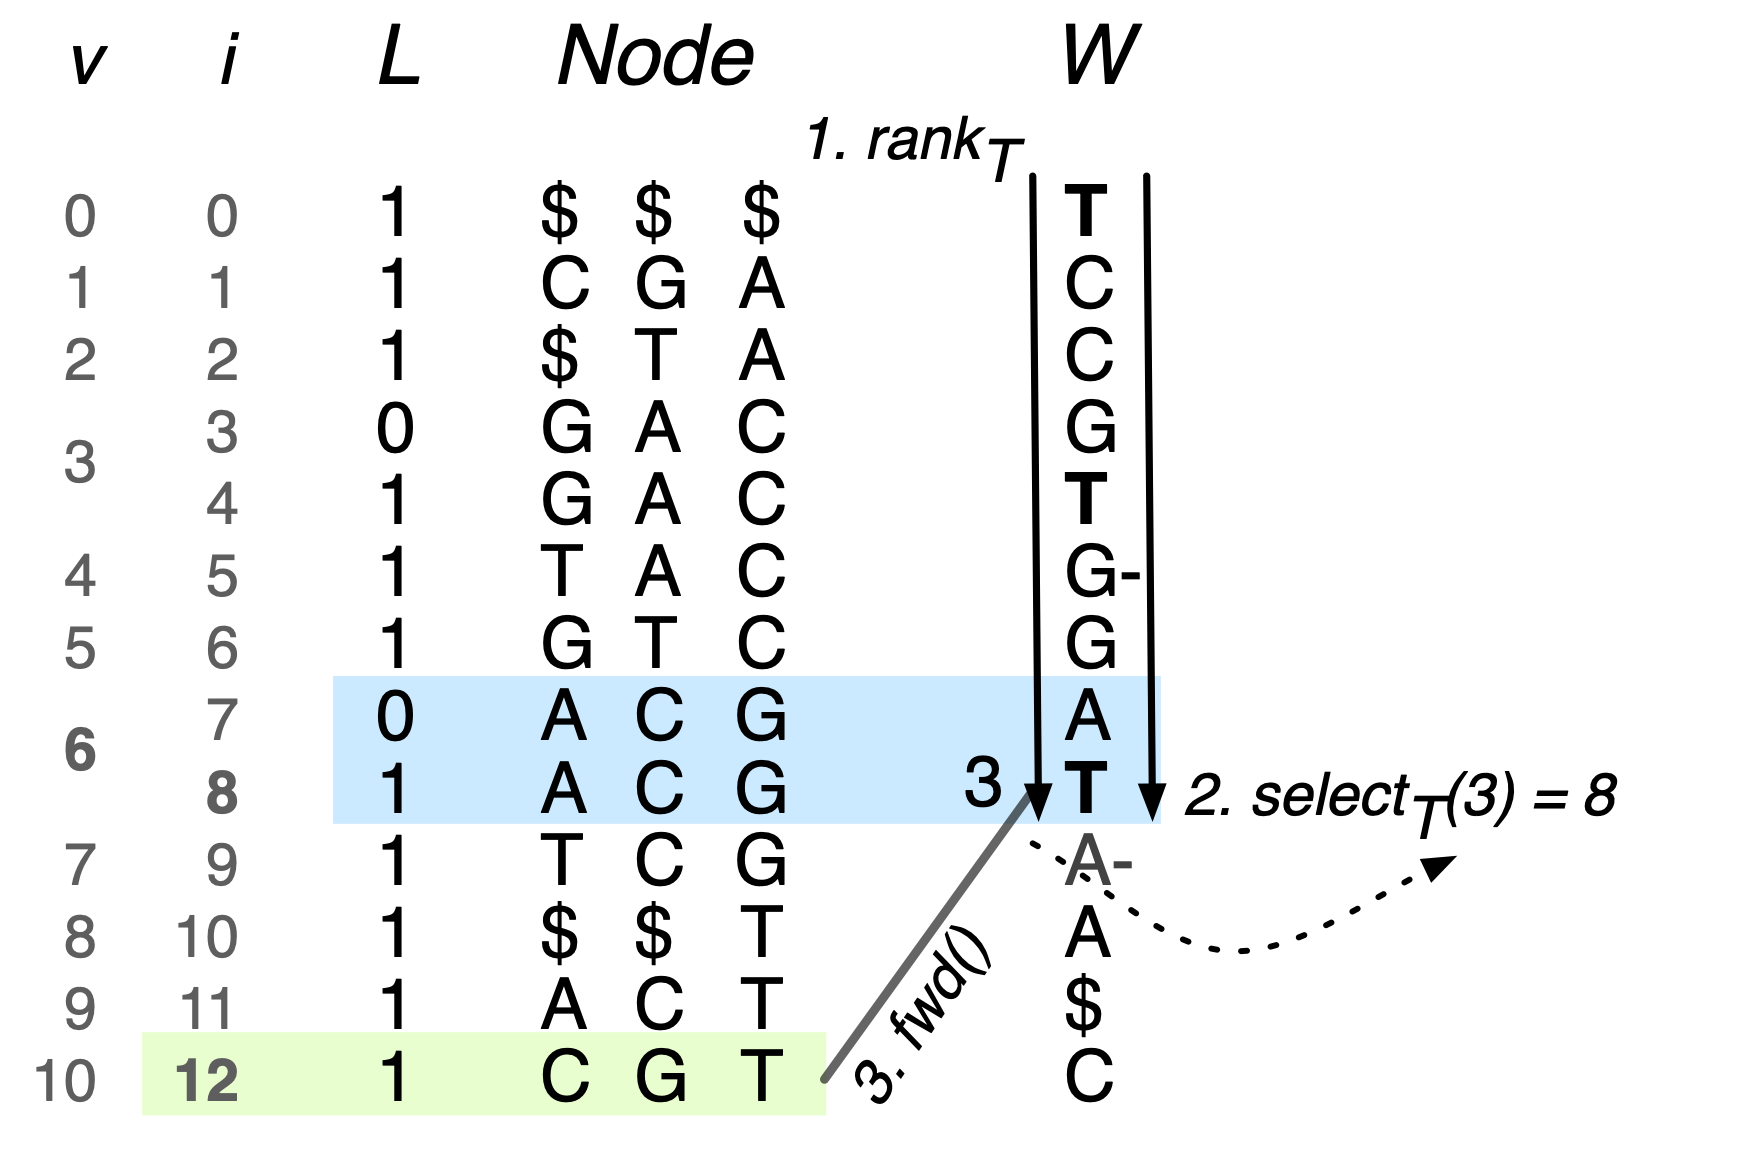 v i L Node W
1. rankT
0 0 1 $ $ $ T
1 1 1 C G A C
2 2 1 $ T A C
3 0 G A C G
3
4 1 G A C T
4 5 1 T A C G-
5 6 1 G T C G
7 0 A C G A
6
8 1 A C G 3 T 2. selectT(3) = 8
7 9 1 T C G A-
8 10 1 $ $ T A
9 11 1 A C T $
3. fwd()
10 12 1 C G T C